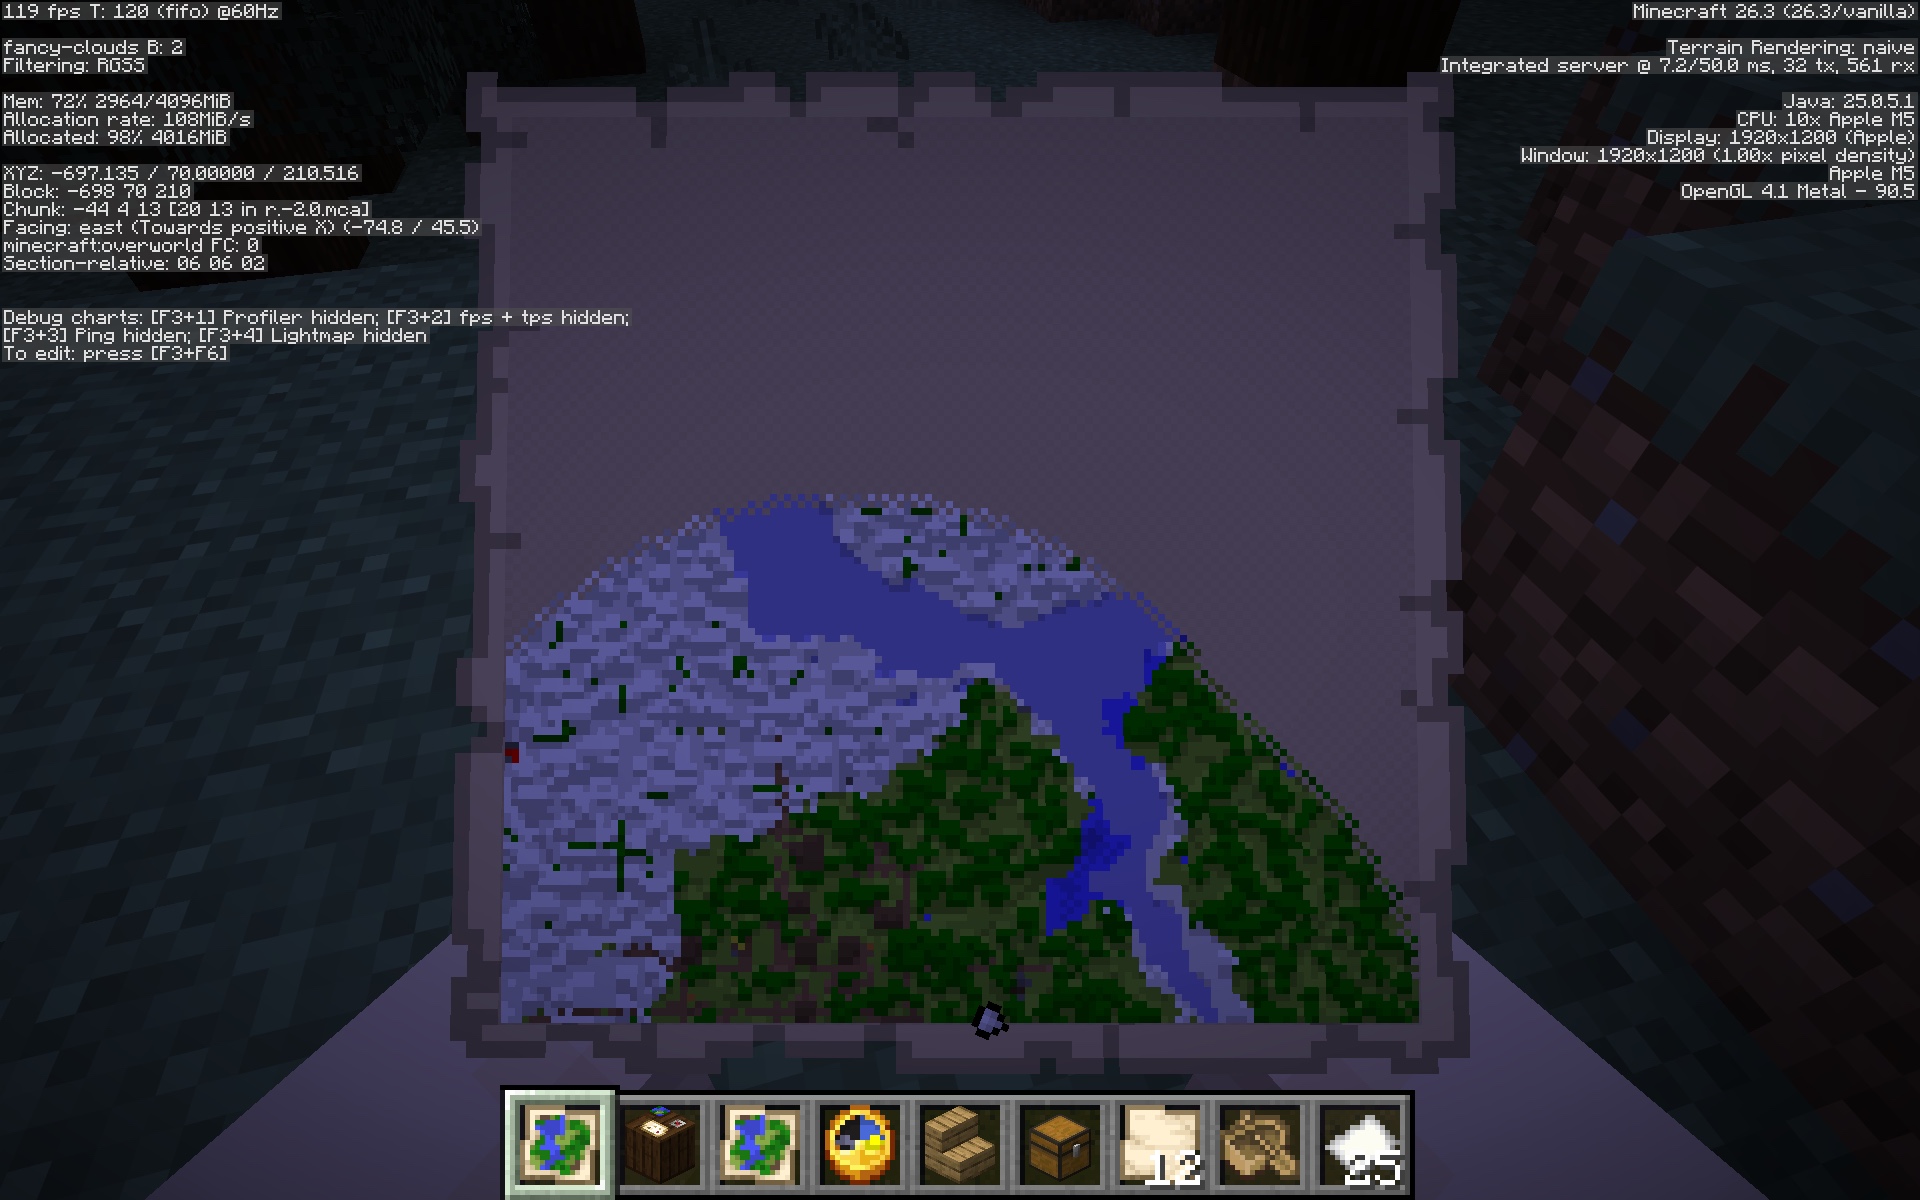 119 fps T: 120 (fifo) @60Hz
fancy-clouds B: 2
Filtering: RGSS
Mem: 72% 2964/4096MiB
Allocation rate: 108MiB/s
Allocated: 98% 4016MiB
XYZ: -697.135 / 70.00000 / 210.516
Block: -698 70 210
Chunk: -44 4 13 [20 13 in r.-2.0.mca]
Facing: east (Towards positive X) (-74.8 / 45.5)
minecraft:overworld FC: 0
Section-relative: 06 06 02
Debug charts: [F3+1] Profiler hidden; [F3+2] fps + tps hidden;
[F3+3] Ping hidden; [F3+4] Lightmap hidden
To edit: press [F3+F6]
Minecraft 26.3 (26.3/vanilla)
Terrain Rendering: naive
Integrated server @ 7.2/50.0 ms, 32 tx, 561 rx
Java: 25.0.5.1
CPU: 10x Apple M5
Display: 1920x1200 (Apple)
Window: 1920x1200 (1.00x pixel density)
Apple M5
OpenGL 4.1 Metal - 90.5
12
25